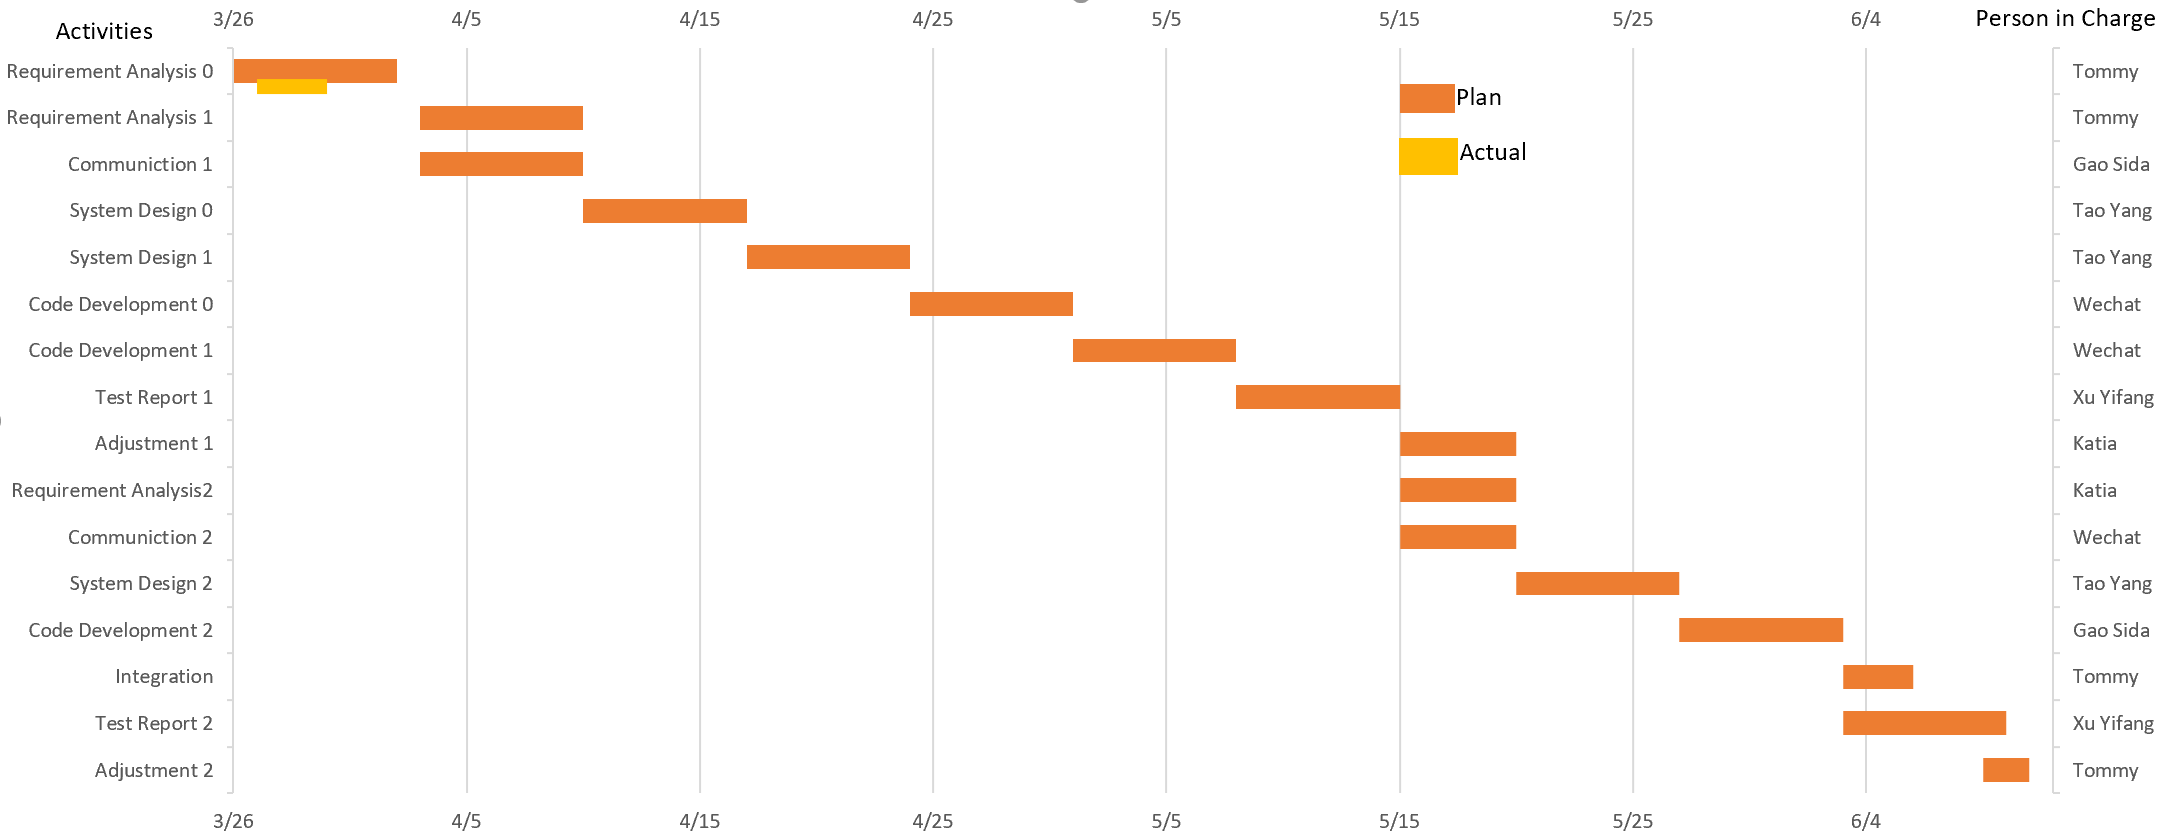 3/26 4/5 4/15 4/25 5/5 5/15 5/25 6/4
Activities
Person in Charge
Requirement Analysis 0 Tommy
Plan
Requirement Analysis 1 Tommy
Actual
Communiction 1 Gao Sida
System Design 0 Tao Yang
System Design 1 Tao Yang
Code Development 0 Wechat
Code Development 1 Wechat
Test Report 1 Xu Yifang
Adjustment 1 Katia
Requirement Analysis2 Katia
Communiction 2 Wechat
System Design 2 Tao Yang
Code Development 2 Gao Sida
Integration Tommy
Test Report 2 Xu Yifang
Adjustment 2 Tommy
3/26 4/5 4/15 4/25 5/5 5/15 5/25 6/4